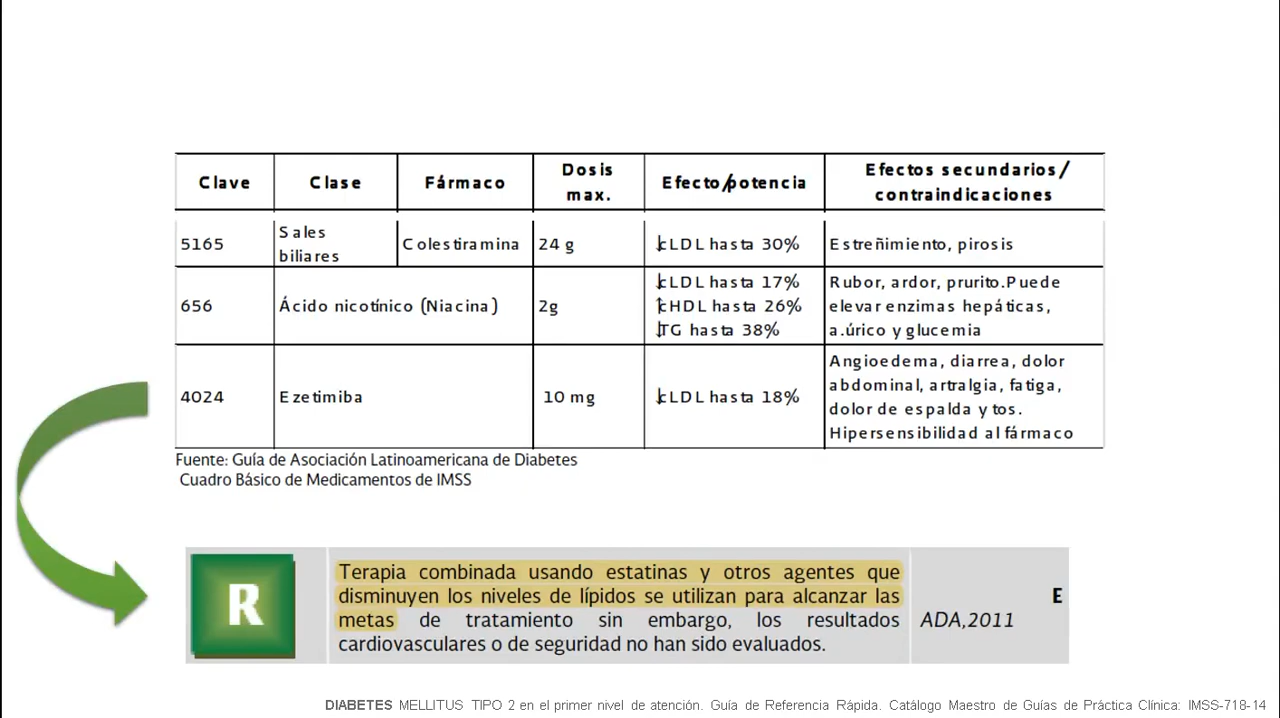 Clave Clase Fármaco Dosis max. Efecto/potencia Efectos secundarios/ contraindicaciones
5165 Sales biliares Colestiramina 24 g ↓cLDL hasta 30% Estreñimiento, pirosis
656 Ácido nicotínico (Niacina) 2g ↓cLDL hasta 17%
↑cHDL hasta 26%
↓TG hasta 38%
Rubor, ardor, prurito.Puede
elevar enzimas hepáticas,
a.úrico y glucemia
4024 Ezetimiba 10 mg ↓cLDL hasta 18%
Angioedema, diarrea, dolor
abdominal, artralgia, fatiga,
dolor de espalda y tos.
Hipersensibilidad al fármaco
Fuente: Guía de Asociación Latinoamericana de Diabetes
Cuadro Básico de Medicamentos de IMSS
R
Terapia combinada usando estatinas y otros agentes que
disminuyen los niveles de lípidos se utilizan para alcanzar las
metas de tratamiento sin embargo, los resultados
cardiovasculares o de seguridad no han sido evaluados.
E
ADA,2011
DIABETES MELLITUS TIPO 2 en el primer nivel de atención. Guía de Referencia Rápida. Catálogo Maestro de Guías de Práctica Clínica: IMSS-718-14